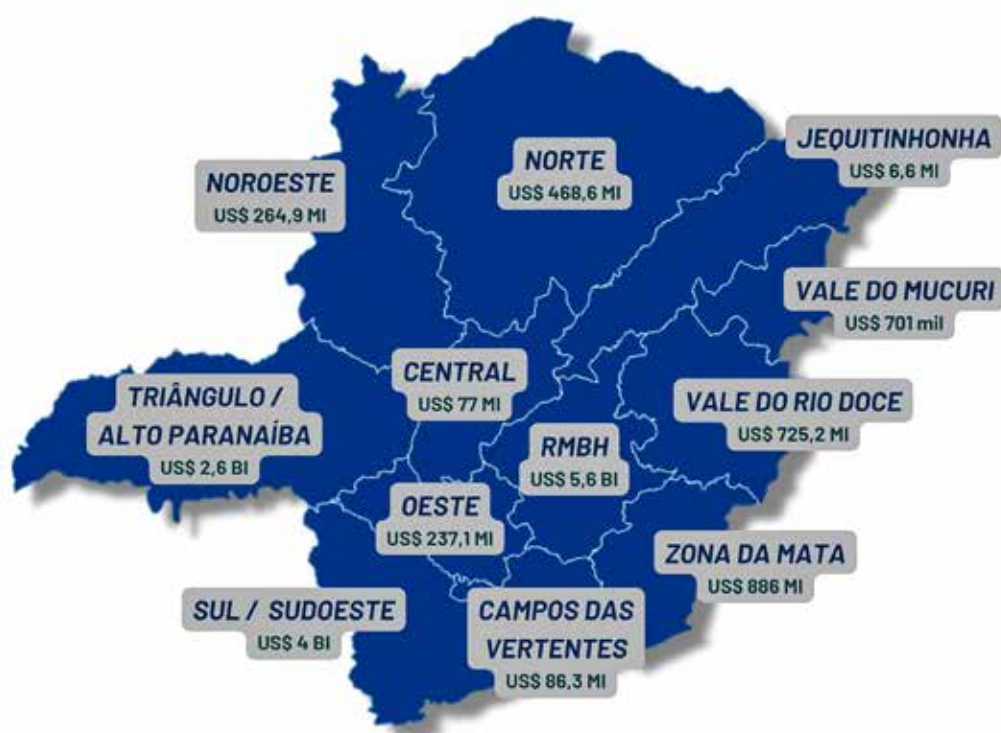 NORTE
US$ 468,6 MI
JEQUITINHONHA
US$ 6,6 MI
NOROESTE
US$ 264,9 MI
VALE DO MUCURI
US$ 701 mil
CENTRAL
US$ 77 MI
TRIÂNGULO /
ALTO PARANAÍBA
US$ 2,6 BI
VALE DO RIO DOCE
US$ 725,2 MI
RMBH
US$ 5,6 BI
OESTE
US$ 237,1 MI
ZONA DA MATA
US$ 886 MI
SUL / SUDOESTE
US$ 4 BI
CAMPOS DAS
VERTENTES
US$ 86,3 MI